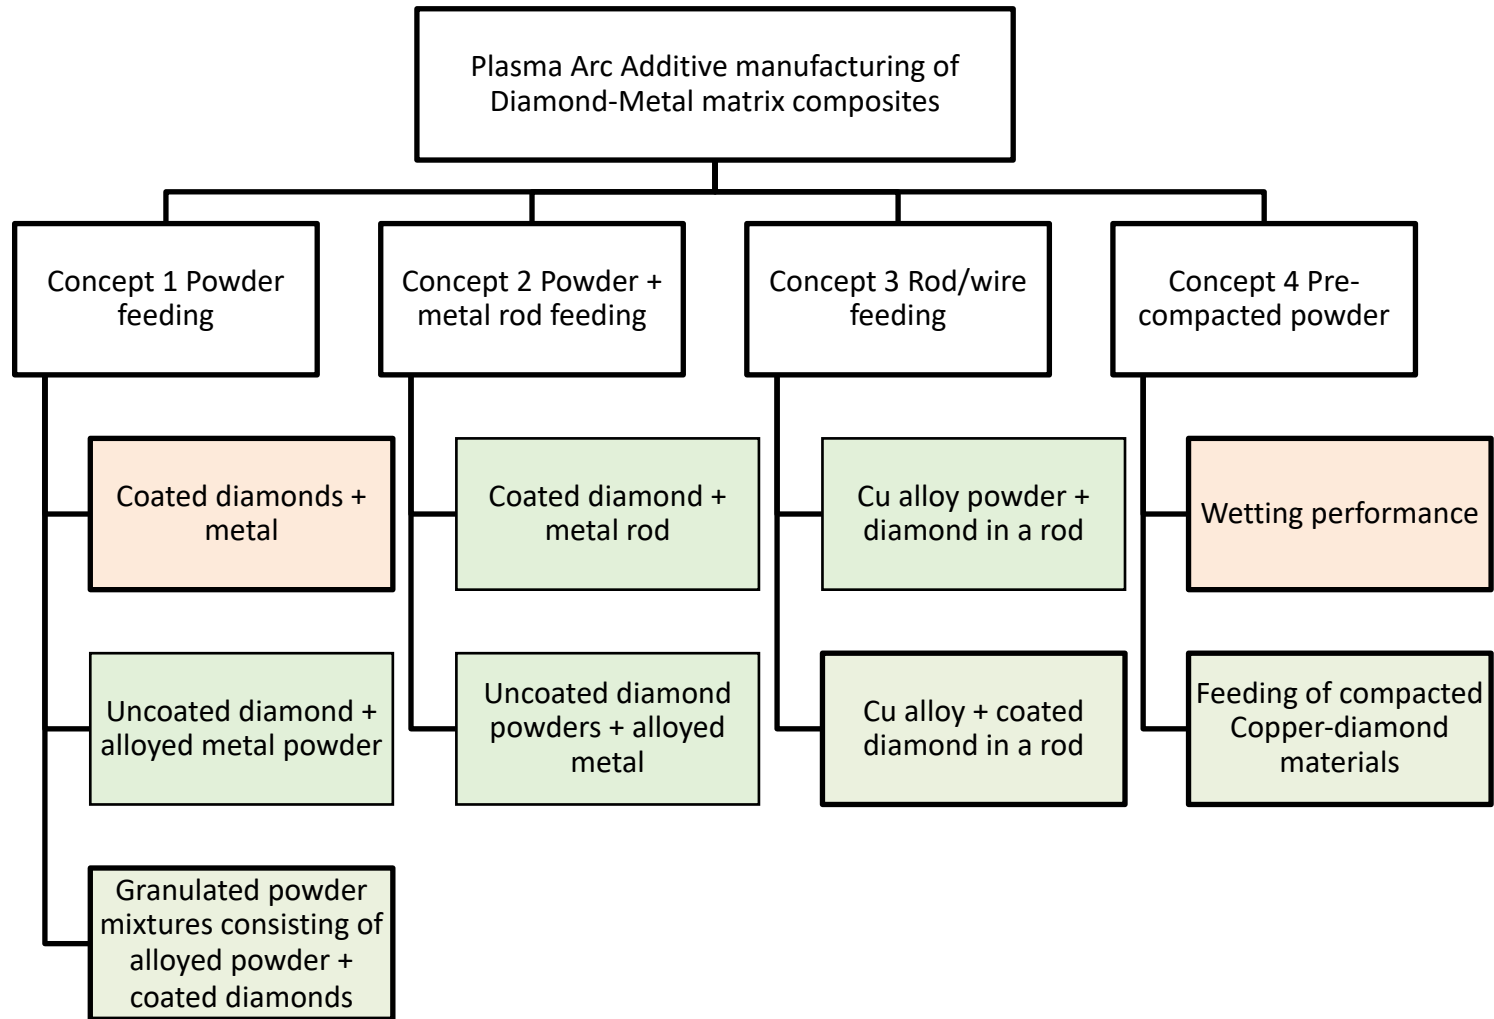 Plasma Arc Additive manufacturing of
Diamond-Metal matrix composites
Concept 1 Powder
feeding
Concept 2 Powder +
metal rod feeding
Concept 3 Rod/wire
feeding
Concept 4 Pre-
compacted powder
Coated diamonds +
metal
Coated diamond +
metal rod
Cu alloy powder +
diamond in a rod
Wetting performance
Uncoated diamond +
alloyed metal powder
Uncoated diamond
powders + alloyed
metal
Cu alloy + coated
diamond in a rod
Feeding of compacted
Copper-diamond
materials
Granulated powder
mixtures consisting of
alloyed powder +
coated diamonds